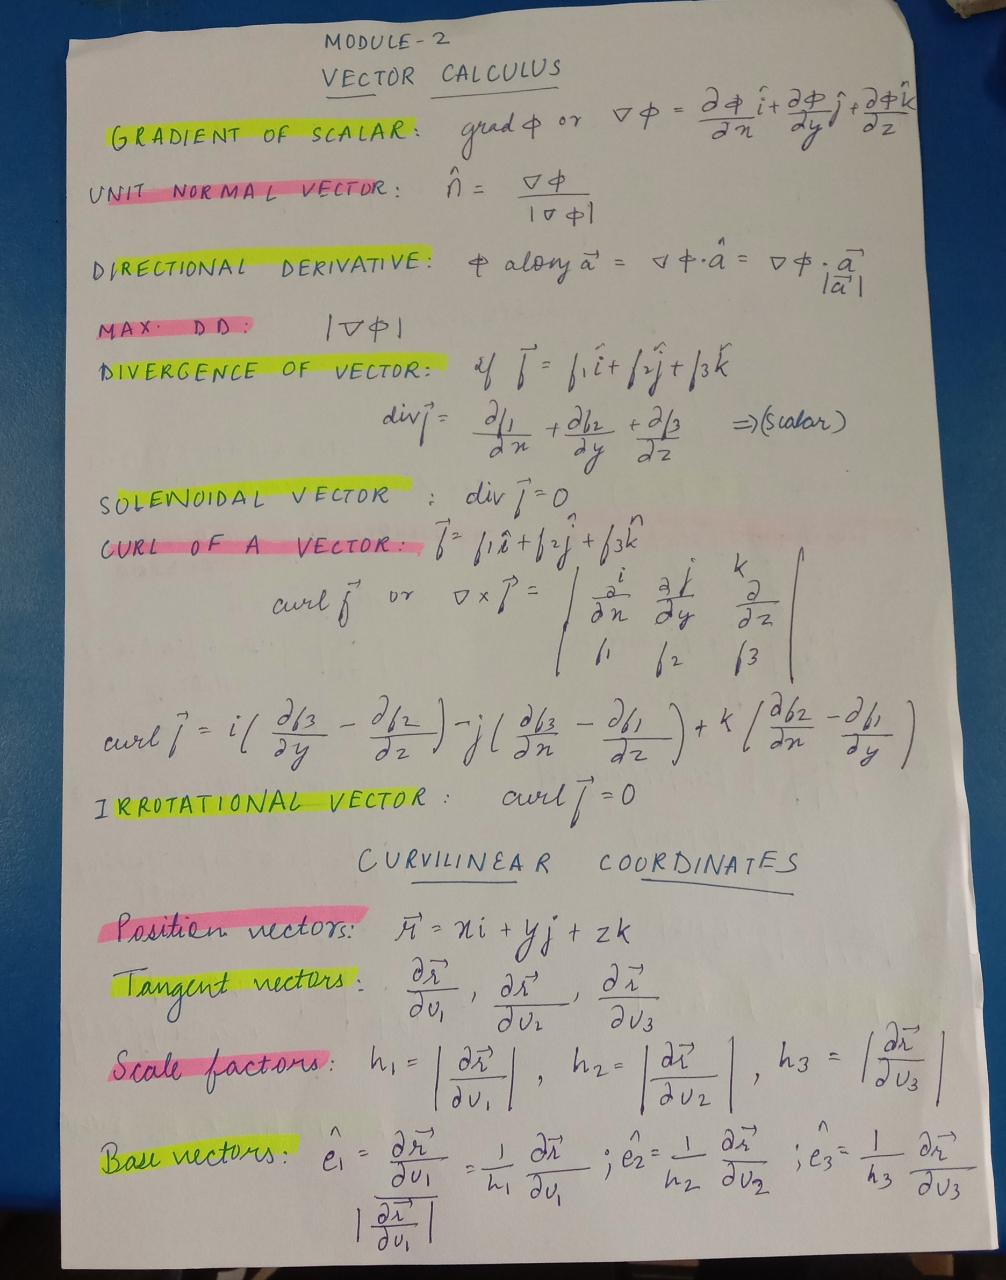 MODULE-2
VECTOR CALCULUS
GRADIENT OF SCALAR: grad ϕ or ∇ϕ = ∂ϕ/∂x î + ∂ϕ/∂y ĵ + ∂ϕ/∂z k̂
UNIT NORMAL VECTOR: n̂ = ∇ϕ/|∇ϕ|
DIRECTIONAL DERIVATIVE: ϕ along a⃗ = ∇ϕ·â = ∇ϕ·a⃗/|a⃗|
MAX. DD: |∇ϕ|
DIVERGENCE OF VECTOR: if f⃗ = f₁î + f₂ĵ + f₃k̂
div f⃗ = ∂f₁/∂x + ∂f₂/∂y + ∂f₃/∂z ⇒ (scalar)
SOLENOIDAL VECTOR : div f⃗ = 0
CURL OF A VECTOR: f⃗ = f₁î + f₂ĵ + f₃k̂
curl f⃗ or ∇ × f⃗ = | i j k |
| ∂/∂x ∂/∂y ∂/∂z |
| f₁ f₂ f₃ |
curl f⃗ = i(∂f₃/∂y − ∂f₂/∂z) − j(∂f₃/∂x − ∂f₁/∂z) + k(∂f₂/∂x − ∂f₁/∂y)
IRROTATIONAL VECTOR: curl f⃗ = 0
CURVILINEAR COORDINATES
Position vectors: r⃗ = xi + yj + zk
Tangent vectors: ∂r⃗/∂u₁, ∂r⃗/∂u₂, ∂r⃗/∂u₃
Scale factors: h₁ = |∂r⃗/∂u₁|, h₂ = |∂r⃗/∂u₂|, h₃ = |∂r⃗/∂u₃|
Base vectors: ê₁ = (∂r⃗/∂u₁)/|∂r⃗/∂u₁| = 1/h₁ ∂r⃗/∂u₁ ; ê₂ = 1/h₂ ∂r⃗/∂u₂ ; ê₃ = 1/h₃ ∂r⃗/∂u₃